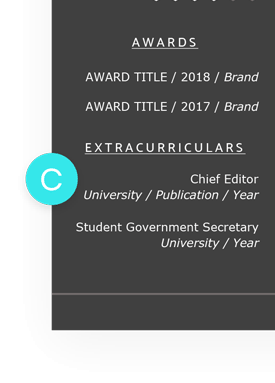 AWARDS
AWARD TITLE / 2018 / Brand
AWARD TITLE / 2017 / Brand
EXTRACURRICULARS
C
Chief Editor
University / Publication / Year
Student Government Secretary
University / Year